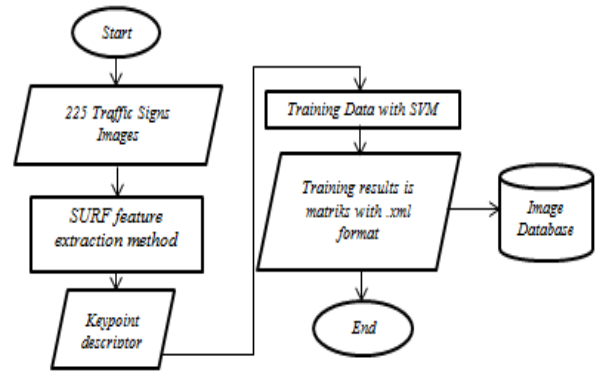 Start
225 Traffic Signs
Images
SURF feature
extraction method
Keypoint
descriptor
Training Data with SVM
Training results is
matriks with .xml
format
Image
Database
End